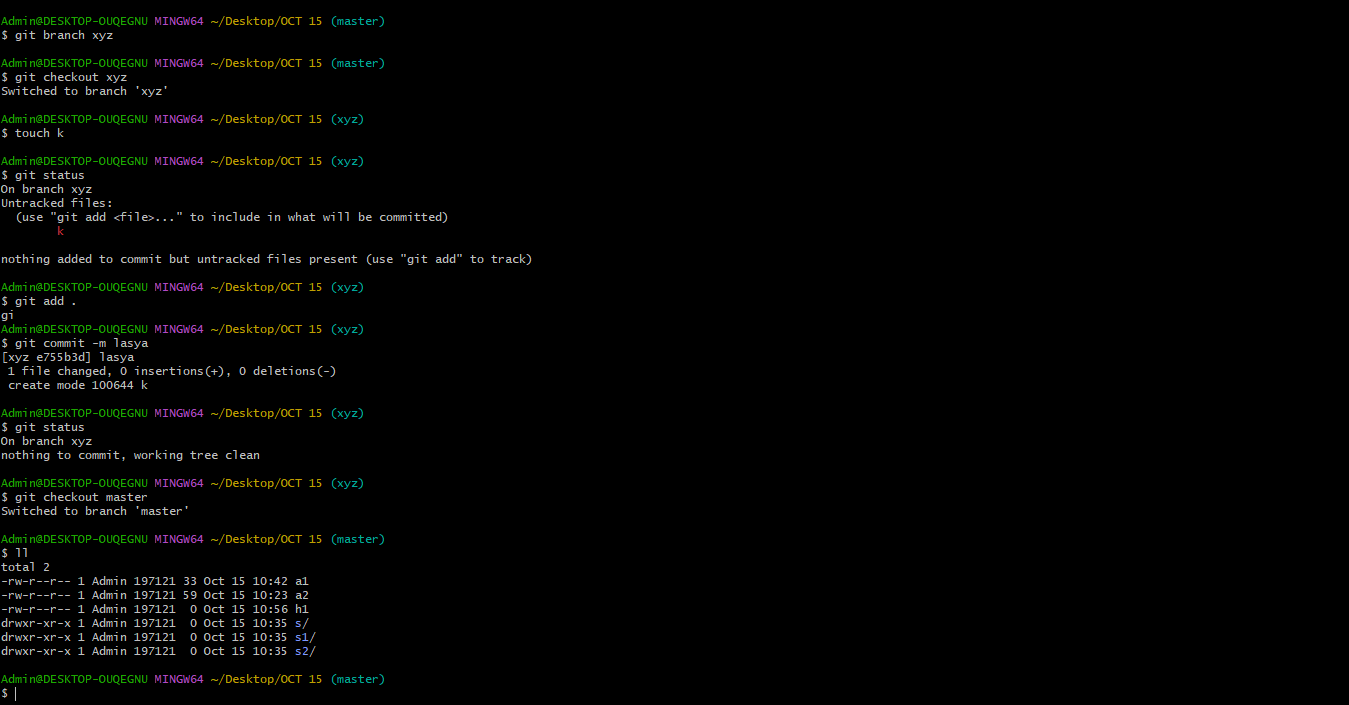 Admin@DESKTOP-OUQEGNU MINGW64 ~/Desktop/OCT 15 (master)
$ git branch xyz
Admin@DESKTOP-OUQEGNU MINGW64 ~/Desktop/OCT 15 (master)
$ git checkout xyz
Switched to branch 'xyz'
Admin@DESKTOP-OUQEGNU MINGW64 ~/Desktop/OCT 15 (xyz)
$ touch k
Admin@DESKTOP-OUQEGNU MINGW64 ~/Desktop/OCT 15 (xyz)
$ git status
On branch xyz
Untracked files:
  (use "git add <file>..." to include in what will be committed)
        k
nothing added to commit but untracked files present (use "git add" to track)
Admin@DESKTOP-OUQEGNU MINGW64 ~/Desktop/OCT 15 (xyz)
$ git add .
gi
Admin@DESKTOP-OUQEGNU MINGW64 ~/Desktop/OCT 15 (xyz)
$ git commit -m lasya
[xyz e755b3d] lasya
 1 file changed, 0 insertions(+), 0 deletions(-)
 create mode 100644 k
Admin@DESKTOP-OUQEGNU MINGW64 ~/Desktop/OCT 15 (xyz)
$ git status
On branch xyz
nothing to commit, working tree clean
Admin@DESKTOP-OUQEGNU MINGW64 ~/Desktop/OCT 15 (xyz)
$ git checkout master
Switched to branch 'master'
Admin@DESKTOP-OUQEGNU MINGW64 ~/Desktop/OCT 15 (master)
$ ll
total 2
-rw-r--r-- 1 Admin 197121 33 Oct 15 10:42 a1
-rw-r--r-- 1 Admin 197121 59 Oct 15 10:23 a2
-rw-r--r-- 1 Admin 197121  0 Oct 15 10:56 h1
drwxr-xr-x 1 Admin 197121  0 Oct 15 10:35 s/
drwxr-xr-x 1 Admin 197121  0 Oct 15 10:35 s1/
drwxr-xr-x 1 Admin 197121  0 Oct 15 10:35 s2/
Admin@DESKTOP-OUQEGNU MINGW64 ~/Desktop/OCT 15 (master)
$